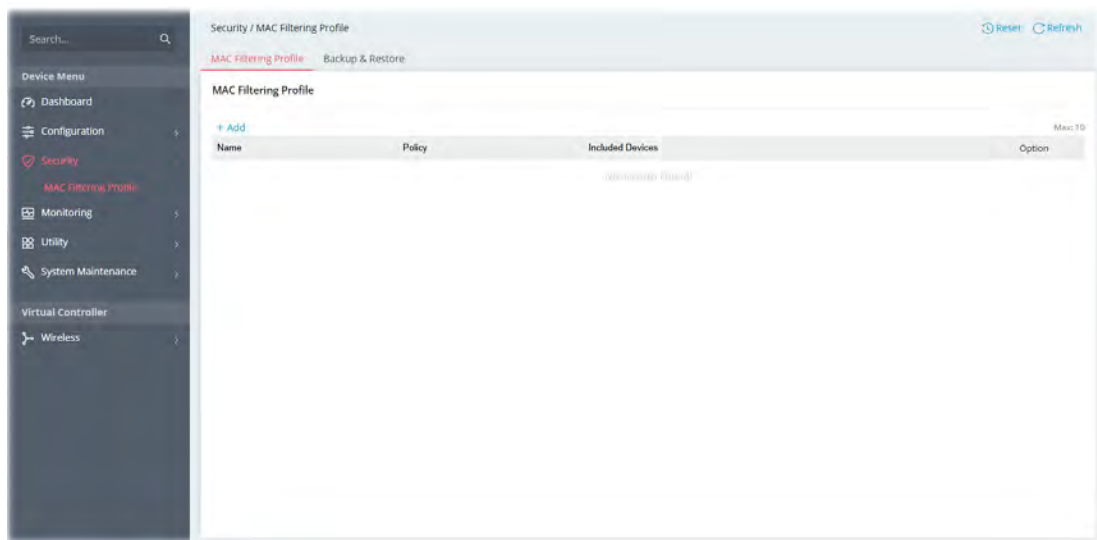 Search...
Device Menu
Dashboard
Configuration
Security
MAC Filtering Profile
Monitoring
Utility
System Maintenance
Virtual Controller
Wireless
Security / MAC Filtering Profile
Reset Refresh
MAC Filtering Profile Backup & Restore
MAC Filtering Profile
+ Add Max: 10
Name Policy Included Devices Option